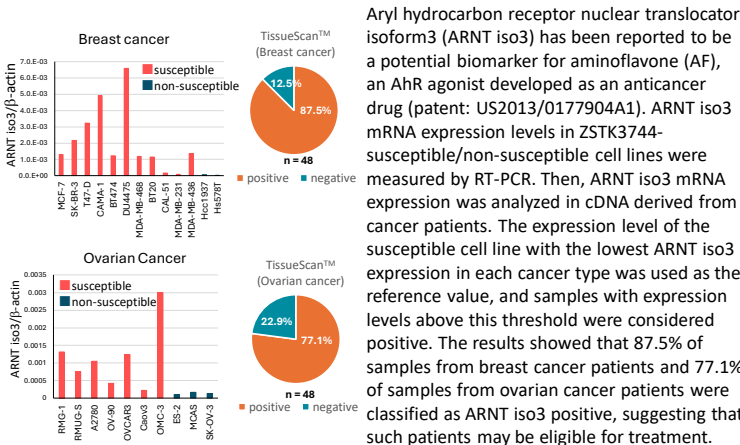 Breast cancer
ARNT iso3/β-actin
7.0E-03
6.0E-03
5.0E-03
4.0E-03
3.0E-03
2.0E-03
1.0E-03
0.0E+00
susceptible
non-susceptible
MCF-7
SK-BR-3
T47-D
CAMA-1
BT474
DU4475
MDA-MB-468
BT20
CAL-51
MDA-MB-231
MDA-MB-436
Hcc1937
Hs578T
TissueScan™
(Breast cancer)
12.5%
87.5%
n = 48
positive negative
Ovarian Cancer
ARNT iso3/β-actin
0.0035
0.003
0.0025
0.002
0.0015
0.001
0.0005
0
susceptible
non-susceptible
RMG-1
RMUG-S
A2780
OV-90
OVCAR3
Caov3
OMC-3
ES-2
MCAS
SK-OV-3
TissueScan™
(Ovarian cancer)
22.9%
77.1%
n = 48
positive negative
Aryl hydrocarbon receptor nuclear translocator
isoform3 (ARNT iso3) has been reported to be
a potential biomarker for aminoflavone (AF),
an AhR agonist developed as an anticancer
drug (patent: US2013/0177904A1). ARNT iso3
mRNA expression levels in ZSTK3744-
susceptible/non-susceptible cell lines were
measured by RT-PCR. Then, ARNT iso3 mRNA
expression was analyzed in cDNA derived from
cancer patients. The expression level of the
susceptible cell line with the lowest ARNT iso3
expression in each cancer type was used as the
reference value, and samples with expression
levels above this threshold were considered
positive. The results showed that 87.5% of
samples from breast cancer patients and 77.1%
of samples from ovarian cancer patients were
classified as ARNT iso3 positive, suggesting that
such patients may be eligible for treatment.